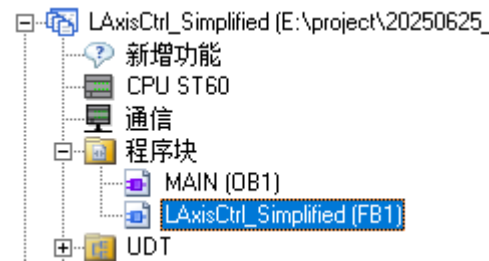 LAxisCtrl_Simplified (E:\project\20250625_
新增功能
CPU ST60
通信
程序块
MAIN (OB1)
LAxisCtrl_Simplified (FB1)
UDT